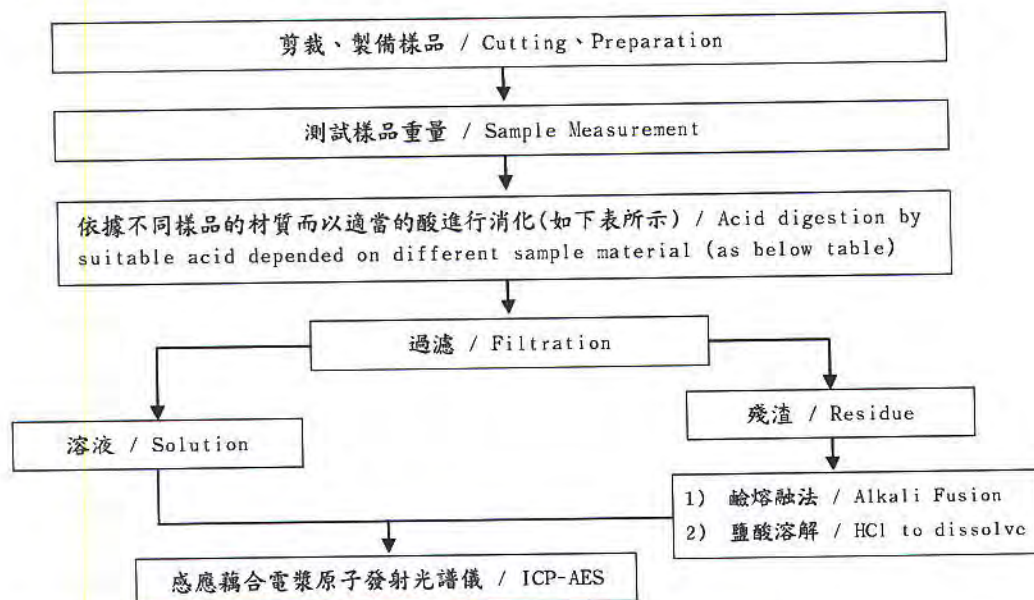 剪裁、製備樣品 / Cutting、Preparation
測試樣品重量 / Sample Measurement
依據不同樣品的材質而以適當的酸進行消化(如下表所示) / Acid digestion by
suitable acid depended on different sample material (as below table)
過濾 / Filtration
溶液 / Solution
殘渣 / Residue
1) 鹼熔融法 / Alkali Fusion
2) 鹽酸溶解 / HCl to dissolve
感應藕合電漿原子發射光譜儀 / ICP-AES